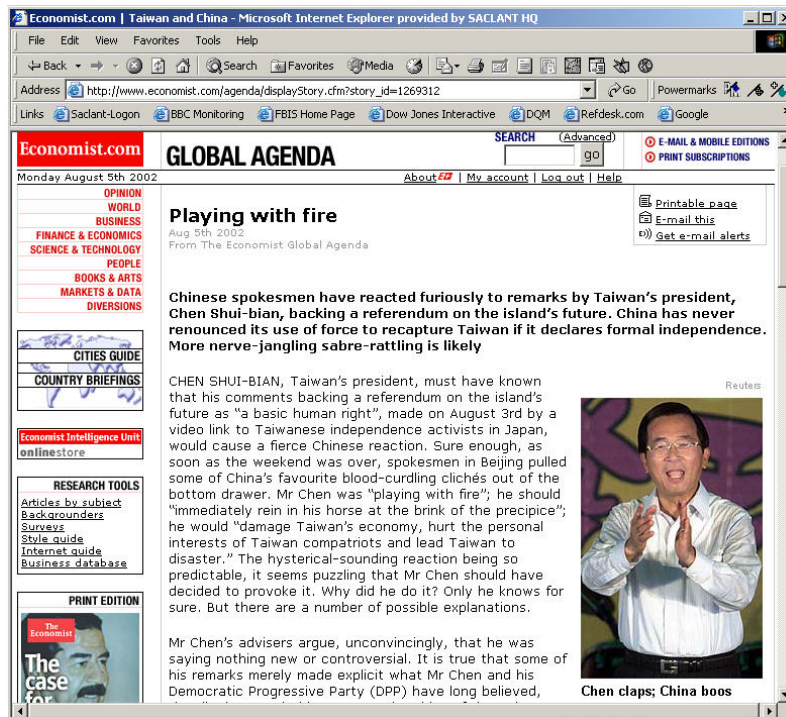 Economist.com | Taiwan and China - Microsoft Internet Explorer provided by SACLANT HQ
File Edit View Favorites Tools Help
Back Search Favorites Media
Address http://www.economist.com/agenda/displayStory.cfm?story_id=1269312 Go Powermarks
Links Saclant-Logon BBC Monitoring FBIS Home Page Dow Jones Interactive DQM Refdesk.com Google
Economist.com
GLOBAL AGENDA
SEARCH (Advanced)
go
E-MAIL & MOBILE EDITIONS
PRINT SUBSCRIPTIONS
Monday August 5th 2002
About | My account | Log out | Help
OPINION
WORLD
BUSINESS
FINANCE & ECONOMICS
SCIENCE & TECHNOLOGY
PEOPLE
BOOKS & ARTS
MARKETS & DATA
DIVERSIONS
CITIES GUIDE
COUNTRY BRIEFINGS
Economist Intelligence Unit
onlinestore
RESEARCH TOOLS
Articles by subject
Backgrounders
Surveys
Style guide
Internet guide
Business database
PRINT EDITION
The
Economist
The
case
for
Playing with fire
Aug 5th 2002
From The Economist Global Agenda
Printable page
E-mail this
Get e-mail alerts
Chinese spokesmen have reacted furiously to remarks by Taiwan's president,
Chen Shui-bian, backing a referendum on the island's future. China has never
renounced its use of force to recapture Taiwan if it declares formal independence.
More nerve-jangling sabre-rattling is likely
CHEN SHUI-BIAN, Taiwan's president, must have known
that his comments backing a referendum on the island's
future as "a basic human right", made on August 3rd by a
video link to Taiwanese independence activists in Japan,
would cause a fierce Chinese reaction. Sure enough, as
soon as the weekend was over, spokesmen in Beijing pulled
some of China's favourite blood-curdling clichés out of the
bottom drawer. Mr Chen was "playing with fire"; he should
"immediately rein in his horse at the brink of the precipice";
he would "damage Taiwan's economy, hurt the personal
interests of Taiwan compatriots and lead Taiwan to
disaster." The hysterical-sounding reaction being so
predictable, it seems puzzling that Mr Chen should have
decided to provoke it. Why did he do it? Only he knows for
sure. But there are a number of possible explanations.
Mr Chen's advisers argue, unconvincingly, that he was
saying nothing new or controversial. It is true that some of
his remarks merely made explicit what Mr Chen and his
Democratic Progressive Party (DPP) have long believed,
Reuters
Chen claps; China boos